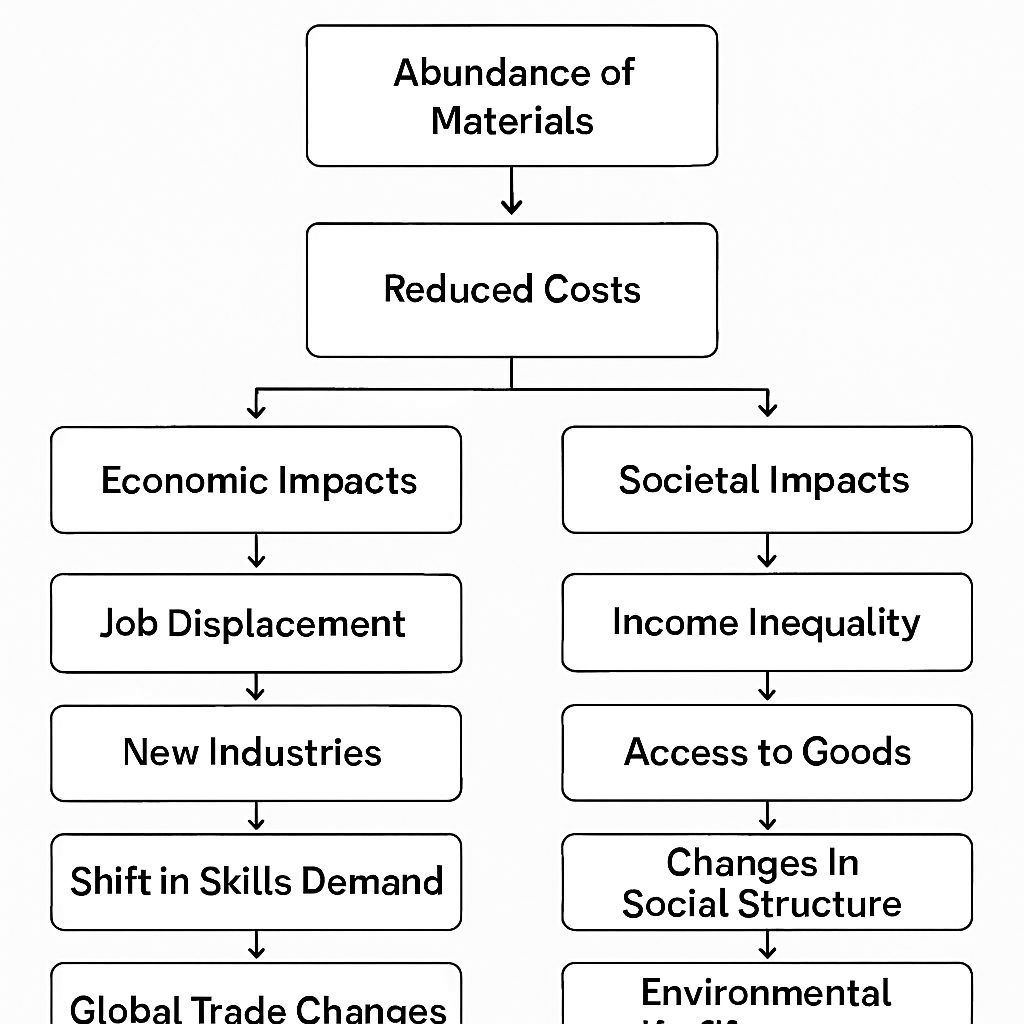 Abundance of
Materials
Reduced Costs
Economic Impacts
Societal Impacts
Job Displacement
Income Inequality
New Industries
Access to Goods
Shift in Skills Demand
Changes In
Social Structure
Global Trade Changes
Environmental